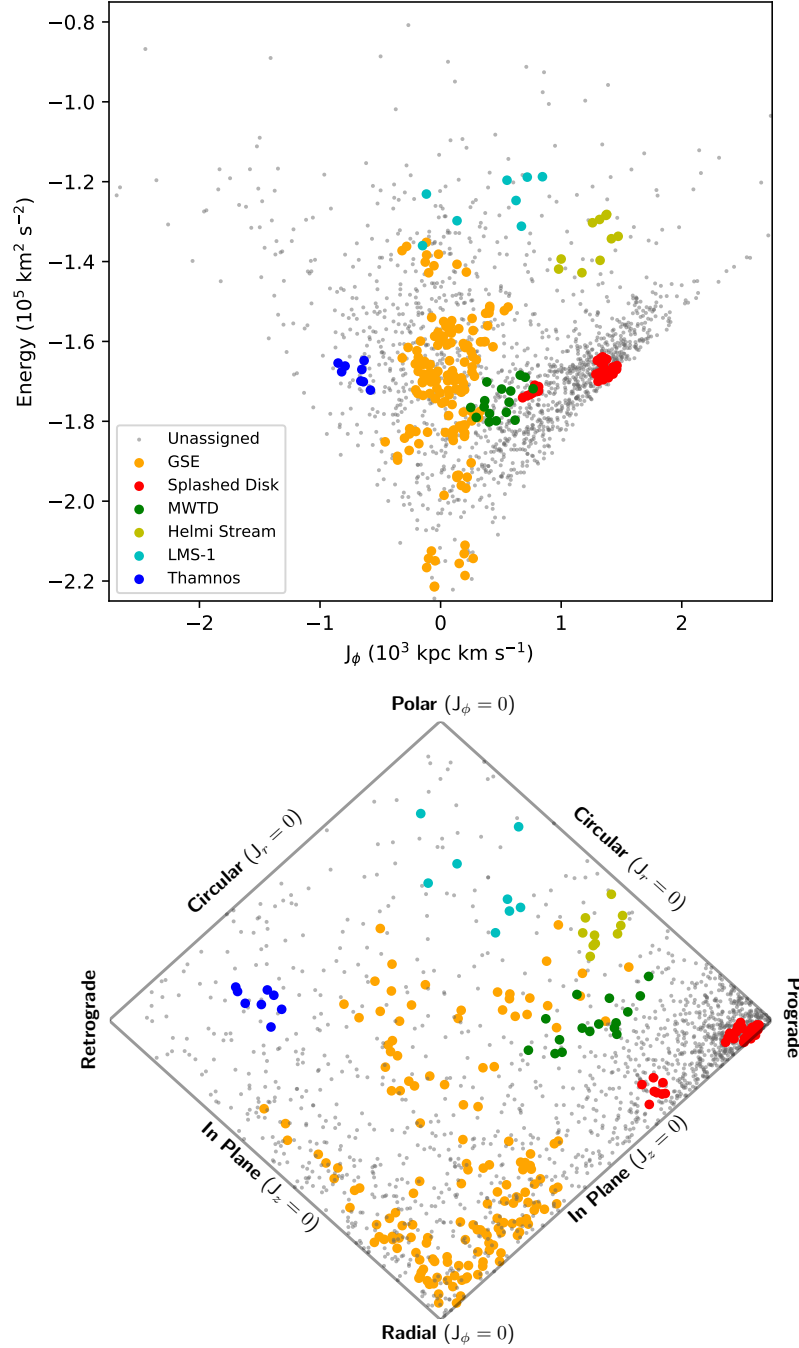 −0.8
−1.0
−1.2
−1.4
−1.6
−1.8
−2.0
−2.2
Energy (10⁵ km² s⁻²)
Unassigned
GSE
Splashed Disk
MWTD
Helmi Stream
LMS-1
Thamnos
−2 −1 0 1 2
J_ϕ (10³ kpc km s⁻¹)
Polar (J_ϕ = 0)
Circular (J_r = 0)
Circular (J_r = 0)
Retrograde
Prograde
In Plane (J_z = 0)
In Plane (J_z = 0)
Radial (J_ϕ = 0)